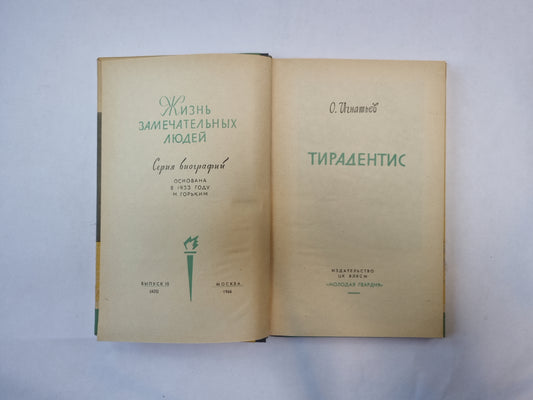 Жизнь
ЗАМЕЧАТЕЛЬНЫХ
ЛЮДЕЙ
Серия биографий
ОСНОВАНА
В 1933 ГОДУ
М. ГОРЬКИМ
ВЫПУСК 15
МОСКВА
1966
О. Игнатьев
ТИРАДЕНТИС
ИЗДАТЕЛЬСТВО
ЦК ВЛКСМ
«МОЛОДАЯ ГВАРДИЯ»